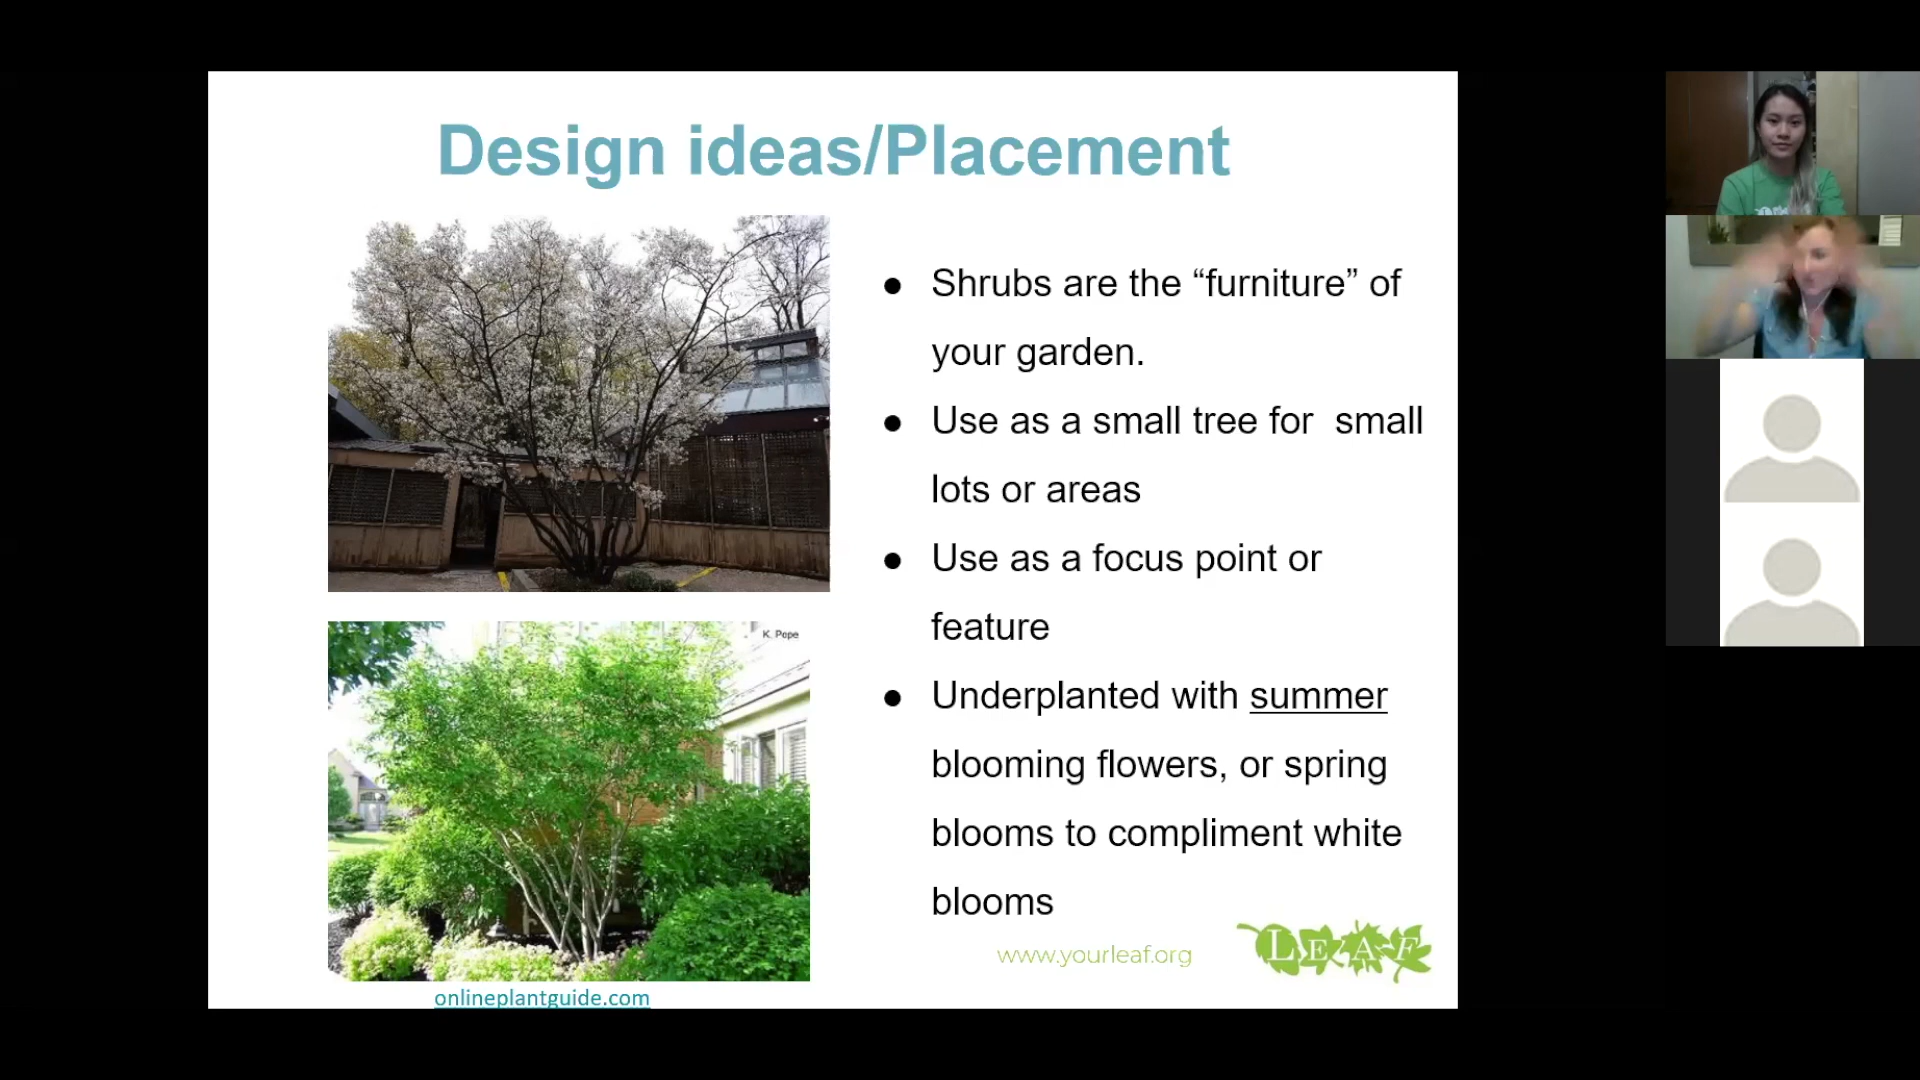 Design ideas/Placement
● Shrubs are the “furniture” of
your garden.
● Use as a small tree for  small
lots or areas
● Use as a focus point or
feature
● Underplanted with summer
blooming flowers, or spring
blooms to compliment white
blooms
K. Pope
onlineplantguide.com
www.yourleaf.org
LEAF